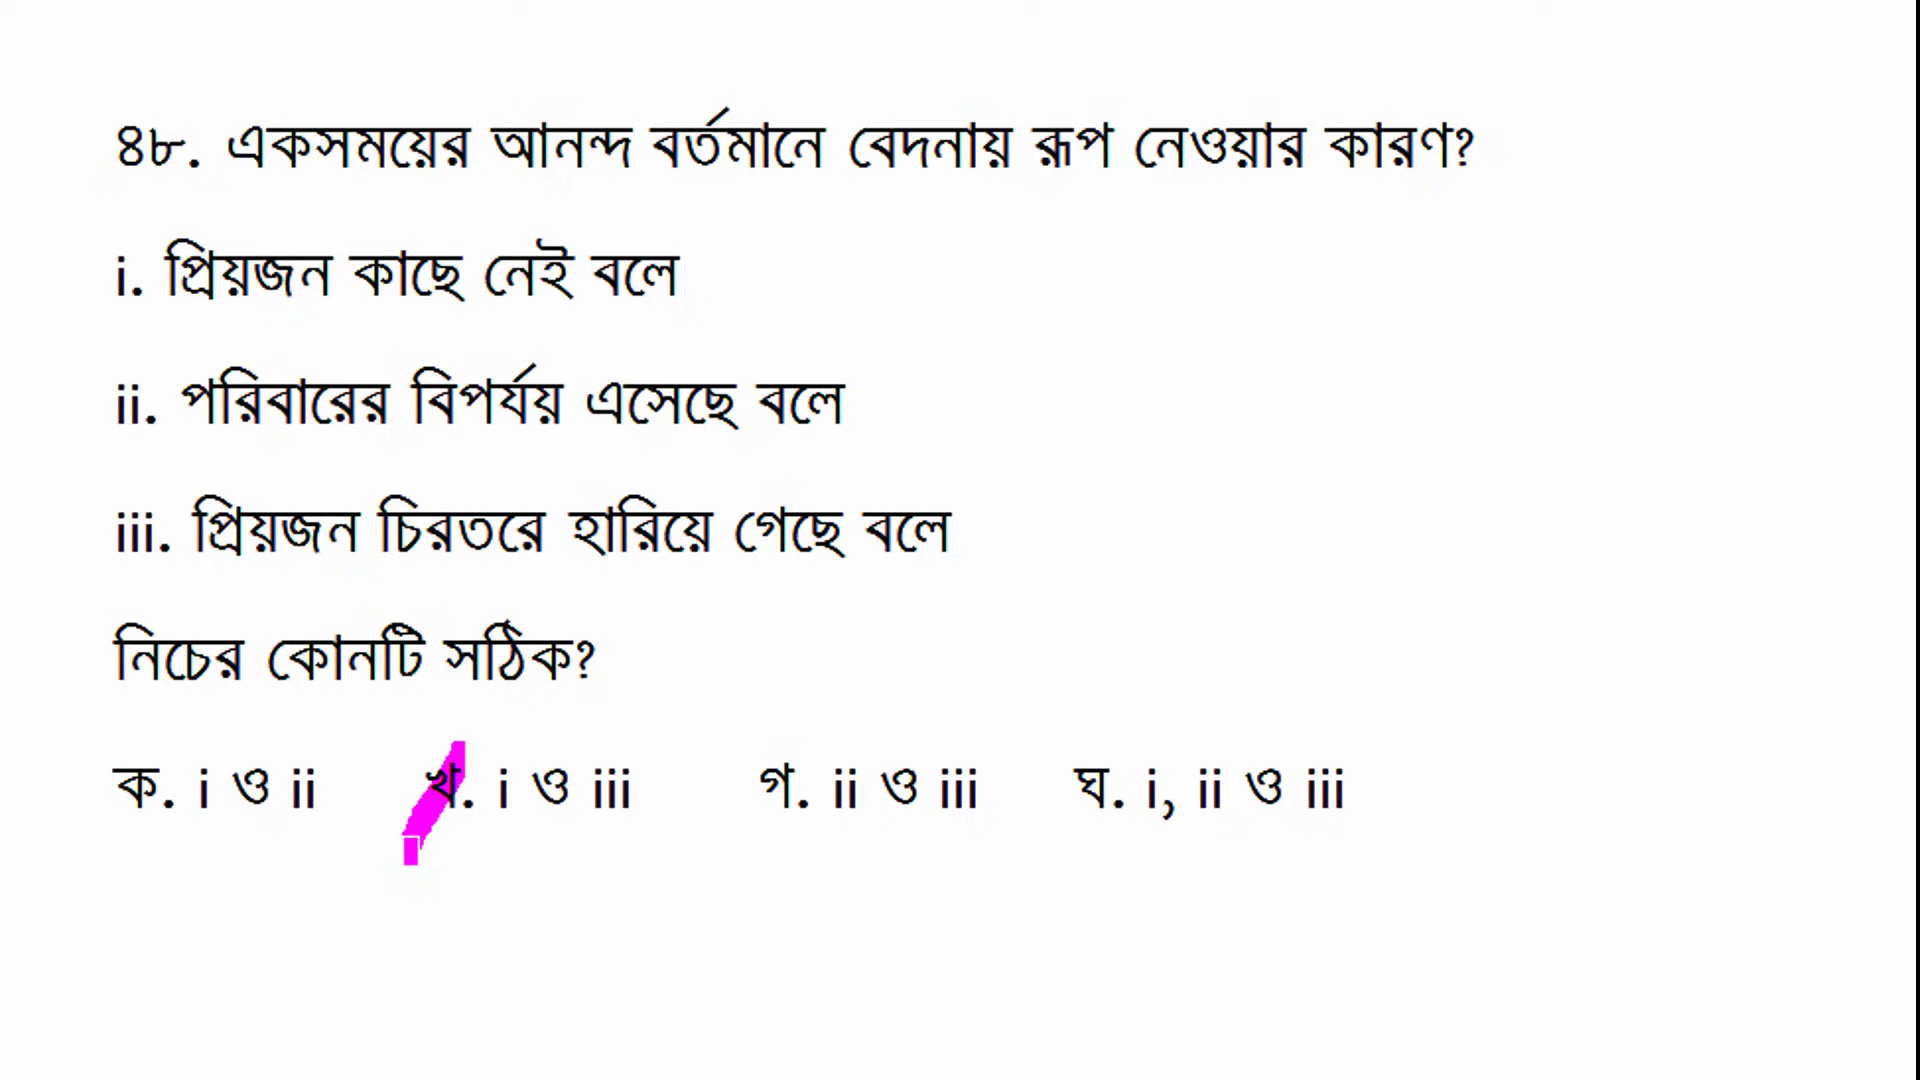 ৪৮. একসময়ের আনন্দ বর্তমানে বেদনায় রূপ নেওয়ার কারণ?
i. প্রিয়জন কাছে নেই বলে
ii. পরিবারের বিপর্যয় এসেছে বলে
iii. প্রিয়জন চিরতরে হারিয়ে গেছে বলে
নিচের কোনটি সঠিক?
ক. i ও ii খ. i ও iii গ. ii ও iii ঘ. i, ii ও iii